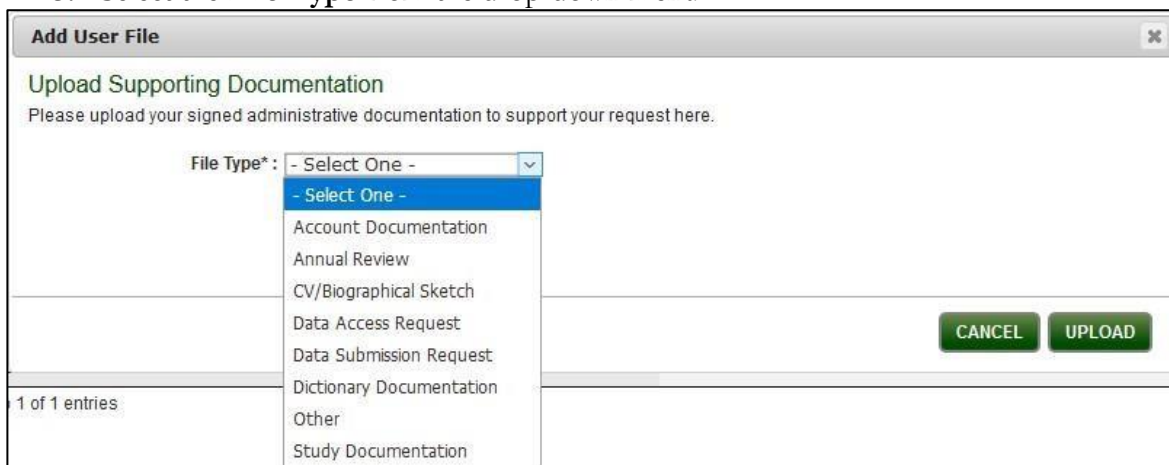 Add User File
Upload Supporting Documentation
Please upload your signed administrative documentation to support your request here.
File Type* : - Select One -
- Select One -
Account Documentation
Annual Review
CV/Biographical Sketch
Data Access Request
CANCEL UPLOAD
Data Submission Request
Dictionary Documentation
1 of 1 entries
Other
Study Documentation